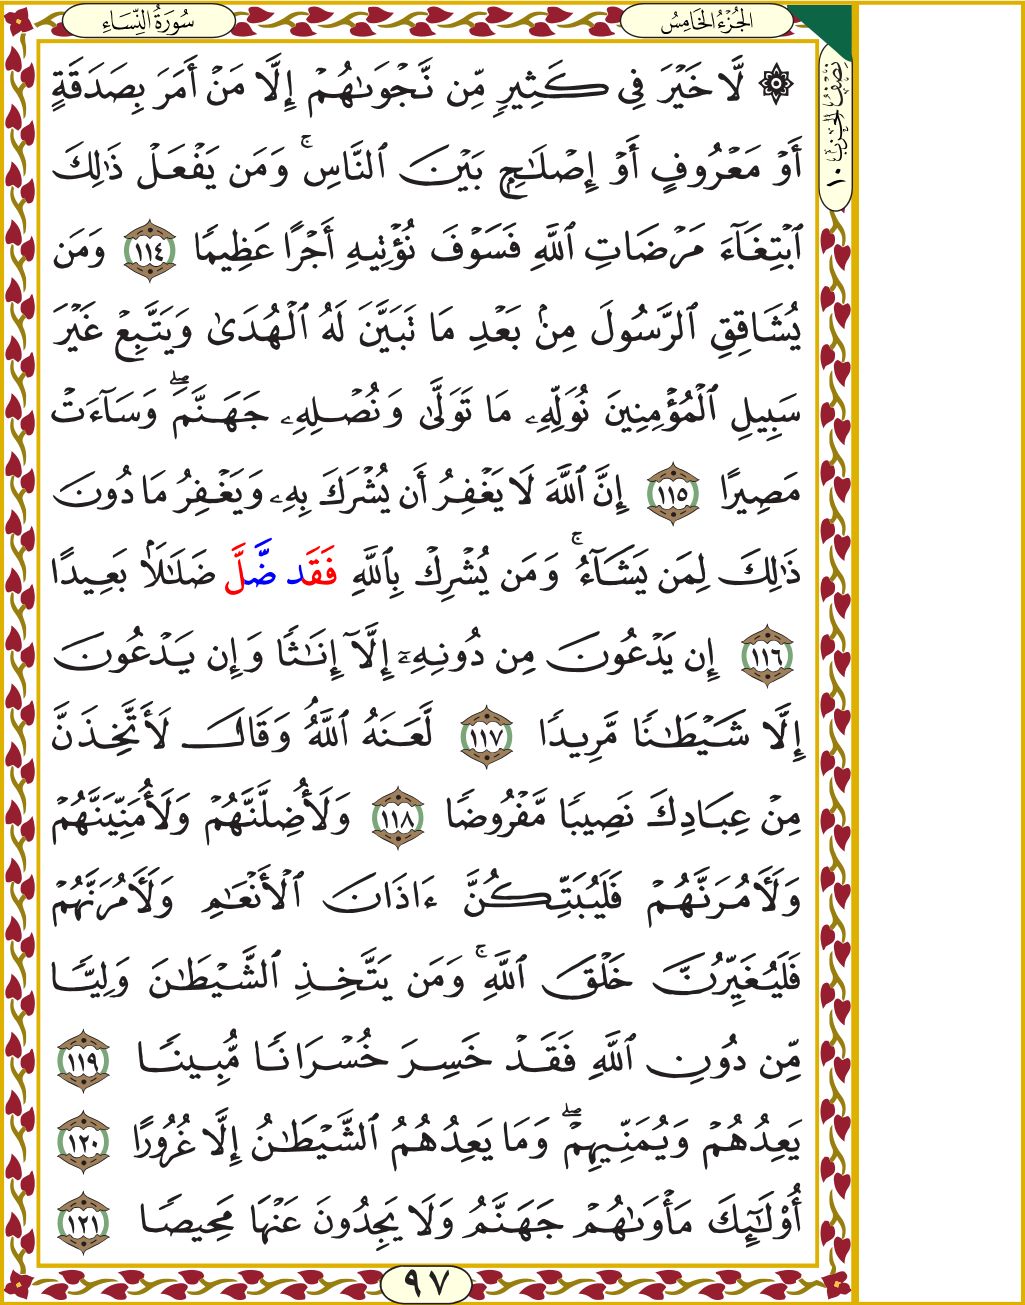 سُورَةُ النِّسَاءِ
الجُزْءُ الخَامِسُ
نِصْفُ الحِزْبِ ١٠
۞ لَّا خَيْرَ فِى كَثِيرٍۢ مِّن نَّجْوَىٰهُمْ إِلَّا مَنْ أَمَرَ بِصَدَقَةٍ
أَوْ مَعْرُوفٍ أَوْ إِصْلَـٰحٍۭ بَيْنَ ٱلنَّاسِ ۚ وَمَن يَفْعَلْ ذَٰلِكَ
ٱبْتِغَآءَ مَرْضَاتِ ٱللَّهِ فَسَوْفَ نُؤْتِيهِ أَجْرًا عَظِيمًۭا ١١٤ وَمَن
يُشَاقِقِ ٱلرَّسُولَ مِنۢ بَعْدِ مَا تَبَيَّنَ لَهُ ٱلْهُدَىٰ وَيَتَّبِعْ غَيْرَ
سَبِيلِ ٱلْمُؤْمِنِينَ نُوَلِّهِۦ مَا تَوَلَّىٰ وَنُصْلِهِۦ جَهَنَّمَ ۖ وَسَآءَتْ
مَصِيرًا ١١٥ إِنَّ ٱللَّهَ لَا يَغْفِرُ أَن يُشْرَكَ بِهِۦ وَيَغْفِرُ مَا دُونَ
ذَٰلِكَ لِمَن يَشَآءُ ۚ وَمَن يُشْرِكْ بِٱللَّهِ فَقَد ضَّلَّ ضَلَـٰلًۢا بَعِيدًا
١١٦ إِن يَدْعُونَ مِن دُونِهِۦٓ إِلَّآ إِنَـٰثًۭا وَإِن يَدْعُونَ
إِلَّا شَيْطَـٰنًۭا مَّرِيدًۭا ١١٧ لَّعَنَهُ ٱللَّهُ ۘ وَقَالَ لَأَتَّخِذَنَّ
مِنْ عِبَادِكَ نَصِيبًۭا مَّفْرُوضًۭا ١١٨ وَلَأُضِلَّنَّهُمْ وَلَأُمَنِّيَنَّهُمْ
وَلَـَٔامُرَنَّهُمْ فَلَيُبَتِّكُنَّ ءَاذَانَ ٱلْأَنْعَـٰمِ وَلَـَٔامُرَنَّهُمْ
فَلَيُغَيِّرُنَّ خَلْقَ ٱللَّهِ ۚ وَمَن يَتَّخِذِ ٱلشَّيْطَـٰنَ وَلِيًّۭا
مِّن دُونِ ٱللَّهِ فَقَدْ خَسِرَ خُسْرَانًۭا مُّبِينًۭا ١١٩
يَعِدُهُمْ وَيُمَنِّيهِمْ ۖ وَمَا يَعِدُهُمُ ٱلشَّيْطَـٰنُ إِلَّا غُرُورًا ١٢٠
أُو۟لَـٰٓئِكَ مَأْوَىٰهُمْ جَهَنَّمُ وَلَا يَجِدُونَ عَنْهَا مَحِيصًۭا ١٢١
٩٧